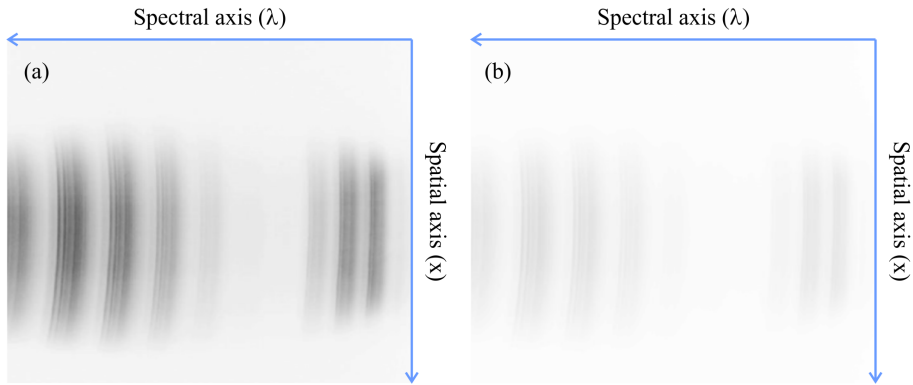 Spectral axis (λ)
(a)
Spatial axis (x)
Spectral axis (λ)
(b)
Spatial axis (x)